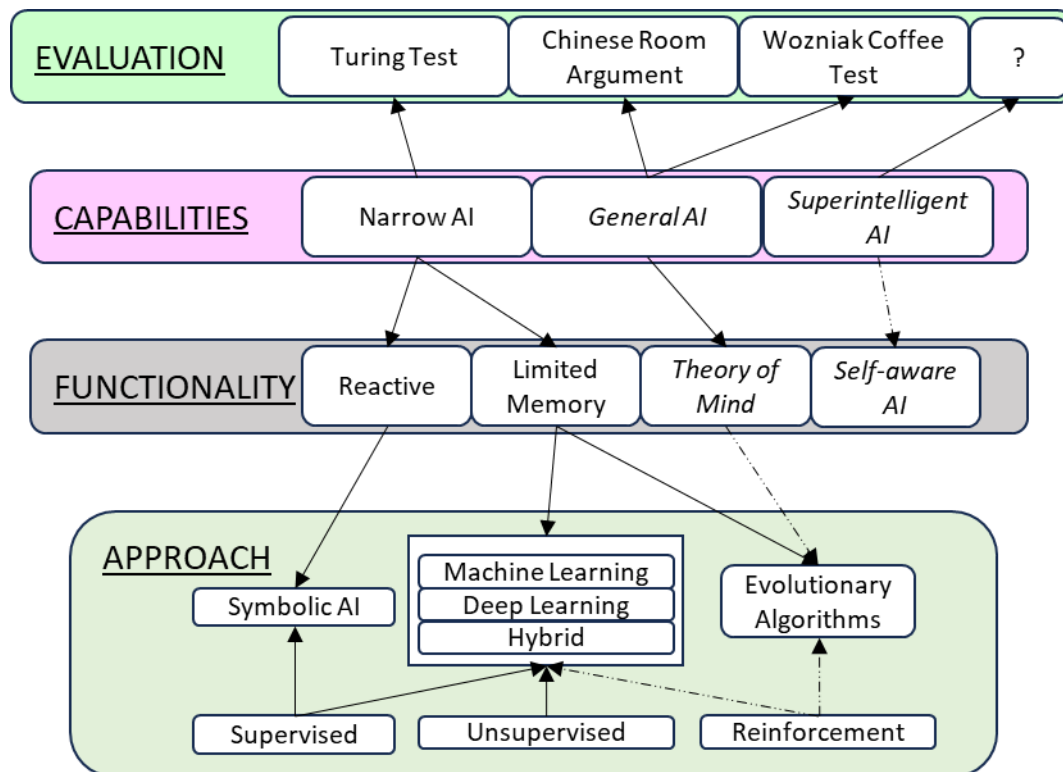 EVALUATION
Turing Test
Chinese Room
Argument
Wozniak Coffee
Test
?
CAPABILITIES
Narrow AI
General AI
Superintelligent
AI
FUNCTIONALITY
Reactive
Limited
Memory
Theory of
Mind
Self-aware
AI
APPROACH
Symbolic AI
Machine Learning
Deep Learning
Hybrid
Evolutionary
Algorithms
Supervised
Unsupervised
Reinforcement